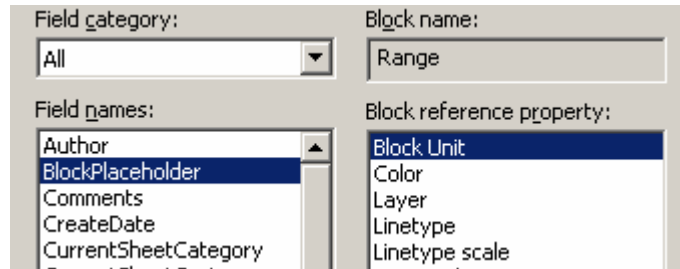 Field category:
All
Field names:
Author
BlockPlaceholder
Comments
CreateDate
CurrentSheetCategory
Block name:
Range
Block reference property:
Block Unit
Color
Layer
Linetype
Linetype scale